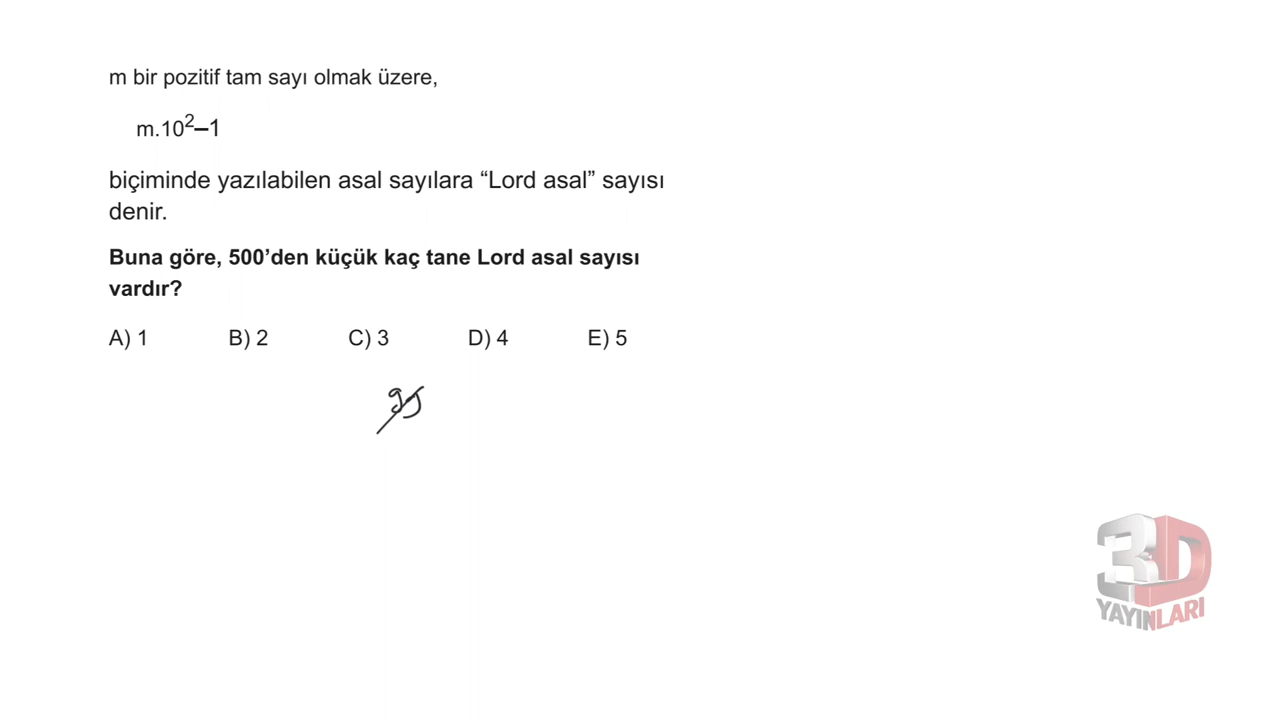 m bir pozitif tam sayı olmak üzere,
m.10²–1
biçiminde yazılabilen asal sayılara “Lord asal” sayısı
denir.
Buna göre, 500’den küçük kaç tane Lord asal sayısı
vardır?
A) 1 B) 2 C) 3 D) 4 E) 5
99
3D
YAYINLARI